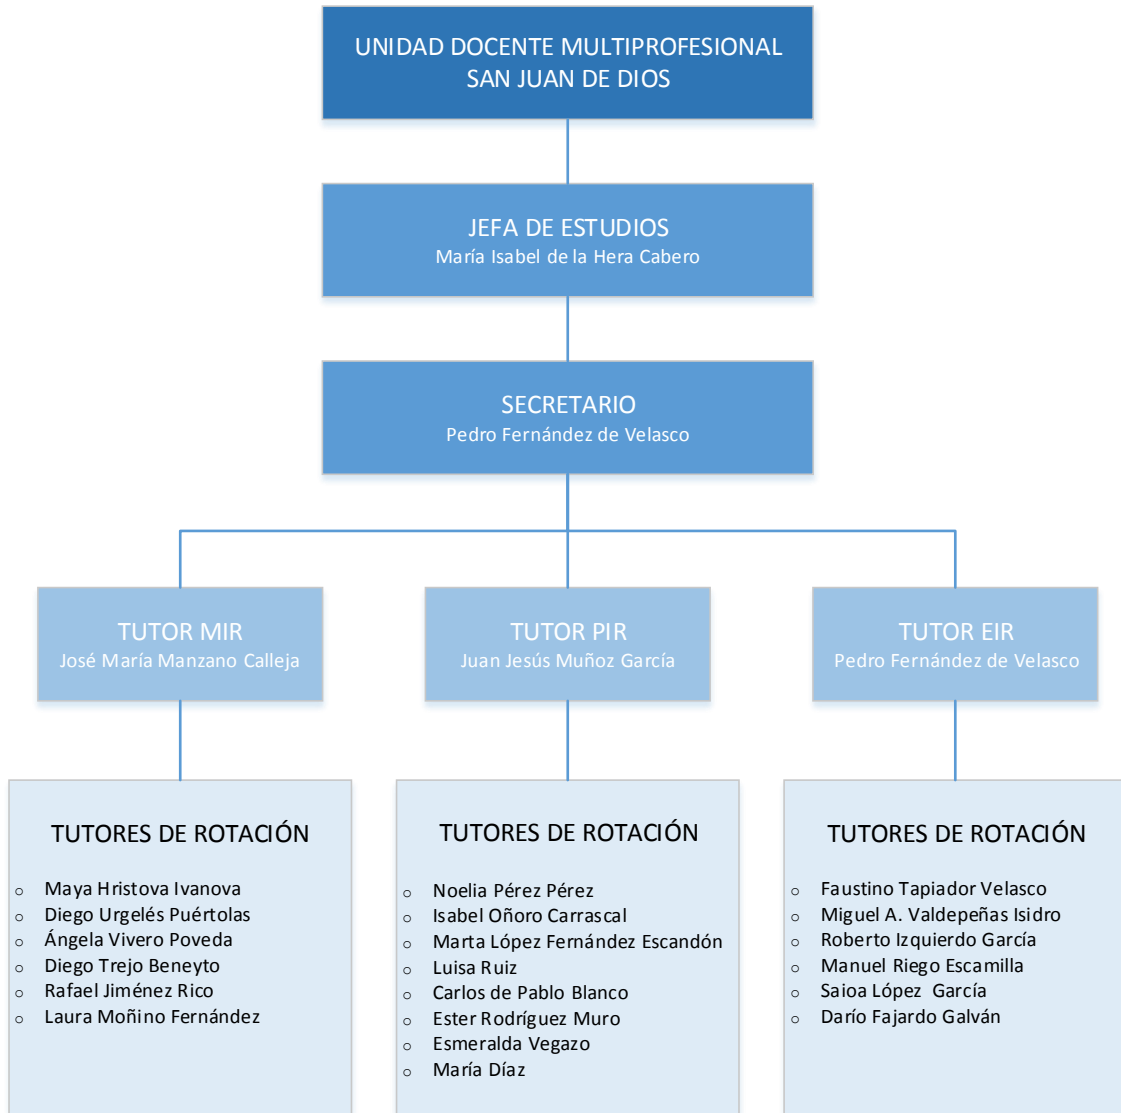 UNIDAD DOCENTE MULTIPROFESIONAL
SAN JUAN DE DIOS
JEFA DE ESTUDIOS
María Isabel de la Hera Cabero
SECRETARIO
Pedro Fernández de Velasco
TUTOR MIR
José María Manzano Calleja
TUTOR PIR
Juan Jesús Muñoz García
TUTOR EIR
Pedro Fernández de Velasco
TUTORES DE ROTACIÓN
Maya Hristova Ivanova
Diego Urgelés Puértolas
Ángela Vivero Poveda
Diego Trejo Beneyto
Rafael Jiménez Rico
Laura Moñino Fernández
TUTORES DE ROTACIÓN
Noelia Pérez Pérez
Isabel Oñoro Carrascal
Marta López Fernández Escandón
Luisa Ruiz
Carlos de Pablo Blanco
Ester Rodríguez Muro
Esmeralda Vegazo
María Díaz
TUTORES DE ROTACIÓN
Faustino Tapiador Velasco
Miguel A. Valdepeñas Isidro
Roberto Izquierdo García
Manuel Riego Escamilla
Saioa López  García
Darío Fajardo Galván